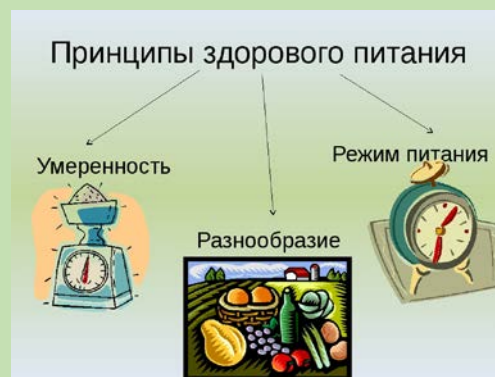 Принципы здорового питания
Умеренность
Режим питания
Разнообразие